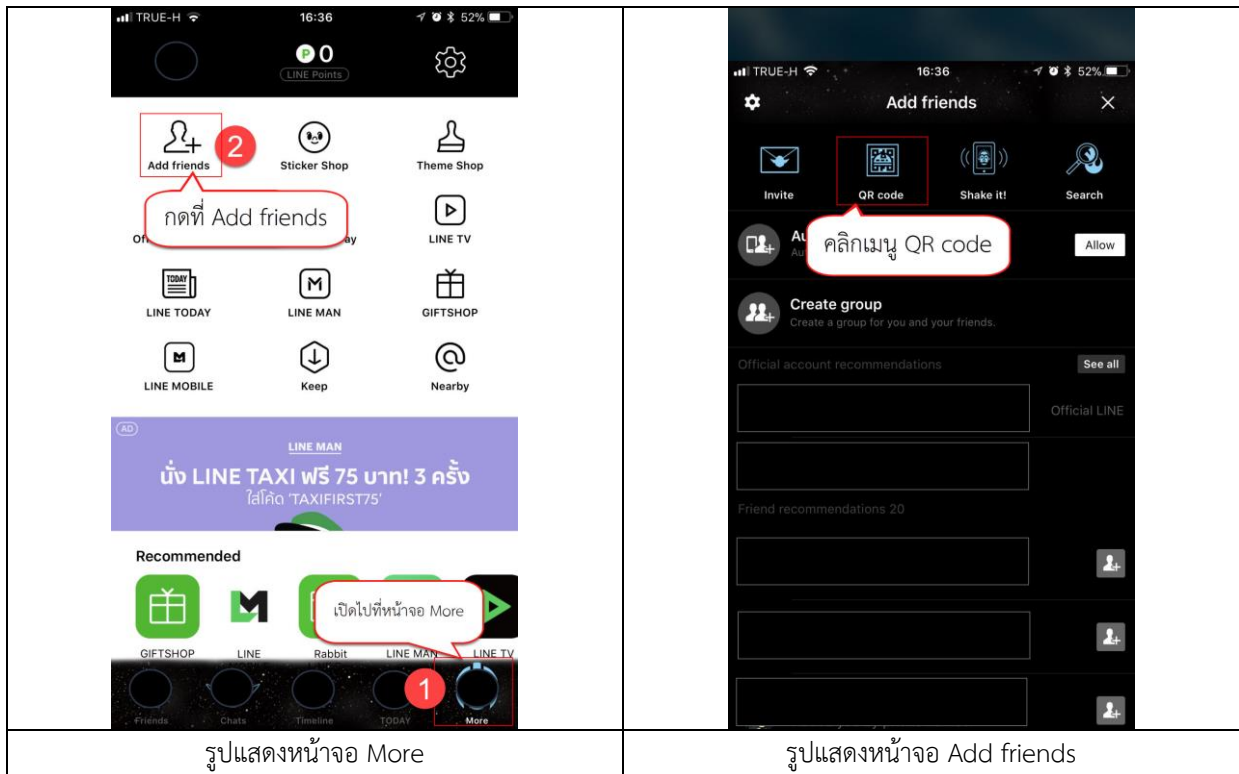 TRUE-H 16:36 52%
P 0
LINE Points
Add friends
2
Sticker Shop
Theme Shop
กดที่ Add friends
LINE TV
LINE TODAY
LINE MAN
GIFTSHOP
LINE MOBILE
Keep
Nearby
AD
LINE MAN
นั่ง LINE TAXI ฟรี 75 บาท! 3 ครั้ง
ใส่โค้ด 'TAXIFIRST75'
Recommended
เปิดไปที่หน้าจอ More
GIFTSHOP LINE Rabbit LINE MAN LINE TV
1
Friends Chats Timeline TODAY More
รูปแสดงหน้าจอ More
TRUE-H 16:36 52%
Add friends
Invite QR code Shake it! Search
คลิกเมนู QR code
Allow
Create group
Create a group for you and your friends.
Official account recommendations See all
Official LINE
Friend recommendations 20
รูปแสดงหน้าจอ Add friends